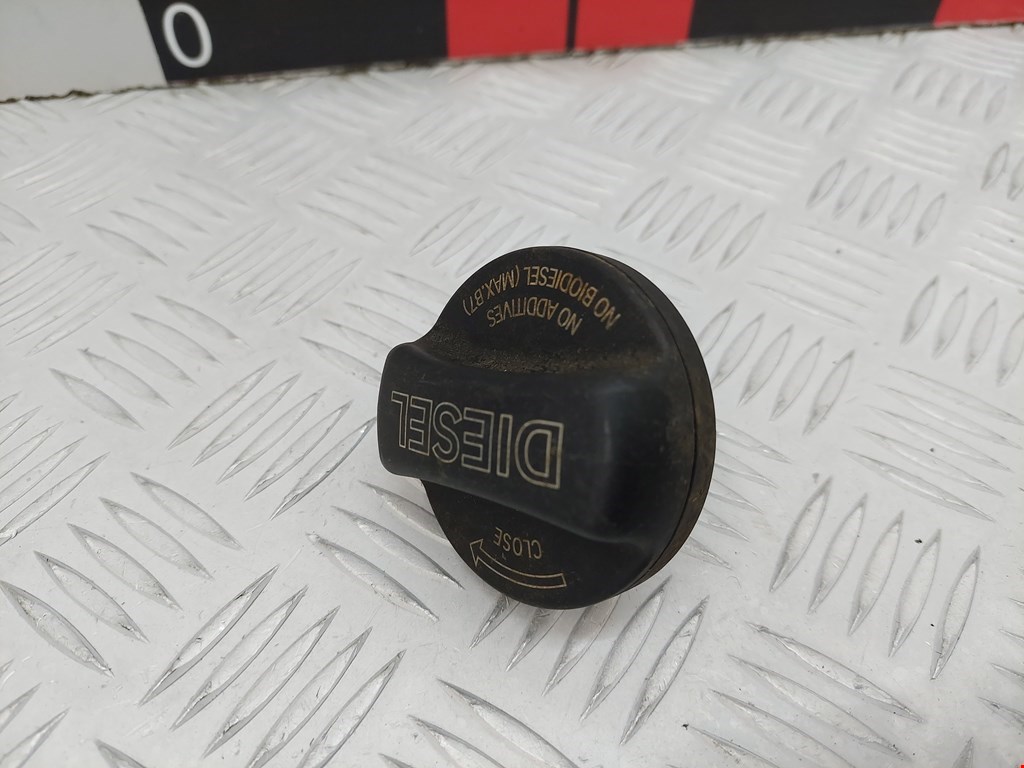 0
CLOSE
DIESEL
NO ADDITIVES
NO BIODIESEL (MAX.B7)